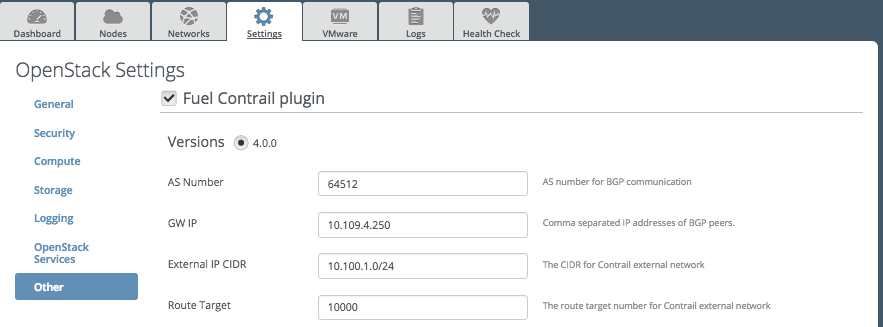 Dashboard Nodes Networks Settings VMware Logs Health Check
OpenStack Settings
General
Security
Compute
Storage
Logging
OpenStack
Services
Other
Fuel Contrail plugin
Versions 4.0.0
AS Number 64512 AS number for BGP communication
GW IP 10.109.4.250 Comma separated IP addresses of BGP peers.
External IP CIDR 10.100.1.0/24 The CIDR for Contrail external network
Route Target 10000 The route target number for Contrail external network